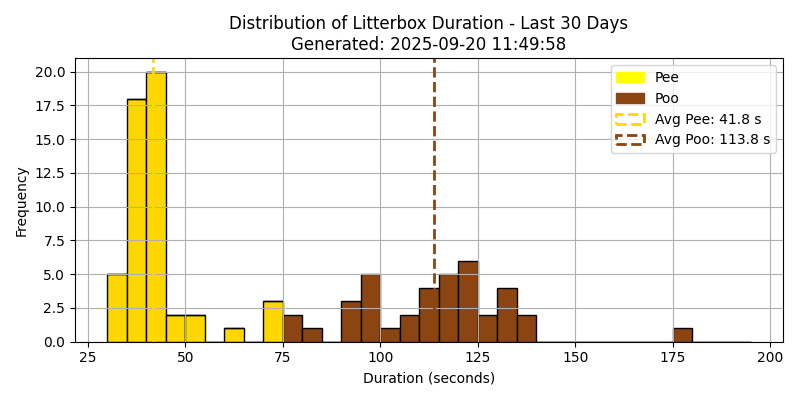 Distribution of Litterbox Duration - Last 30 Days
Generated: 2025-09-20 11:49:58
20.0
17.5
15.0
12.5
10.0
7.5
5.0
2.5
0.0
Frequency
Pee
Poo
Avg Pee: 41.8 s
Avg Poo: 113.8 s
25 50 75 100 125 150 175 200
Duration (seconds)